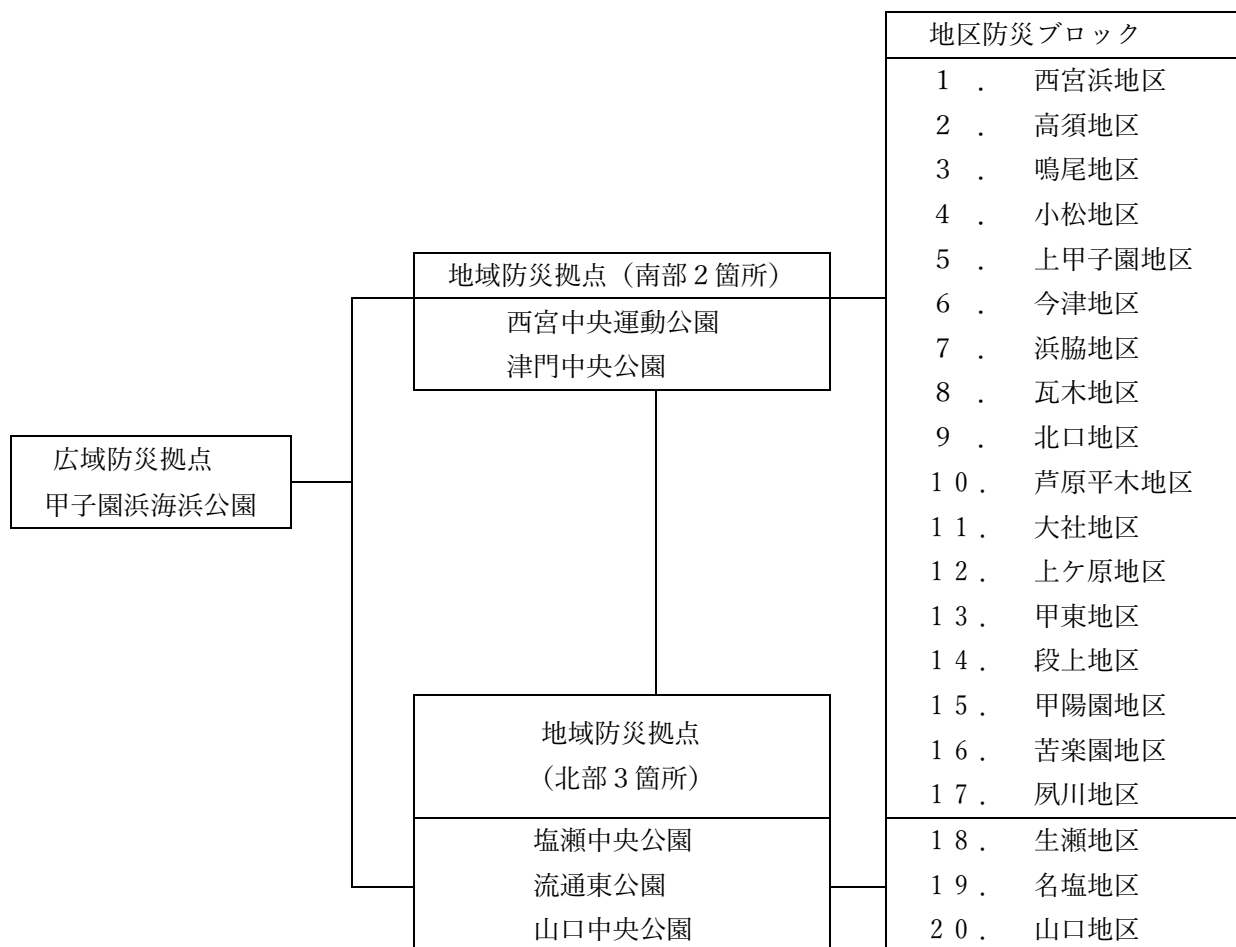 広域防災拠点
甲子園浜海浜公園
地域防災拠点（南部２箇所）
西宮中央運動公園
津門中央公園
地域防災拠点
（北部３箇所）
塩瀬中央公園
流通東公園
山口中央公園
地区防災ブロック
１． 西宮浜地区
２． 高須地区
３． 鳴尾地区
４． 小松地区
５． 上甲子園地区
６． 今津地区
７． 浜脇地区
８． 瓦木地区
９． 北口地区
１０． 芦原平木地区
１１． 大社地区
１２． 上ケ原地区
１３． 甲東地区
１４． 段上地区
１５． 甲陽園地区
１６． 苦楽園地区
１７． 夙川地区
１８． 生瀬地区
１９． 名塩地区
２０． 山口地区